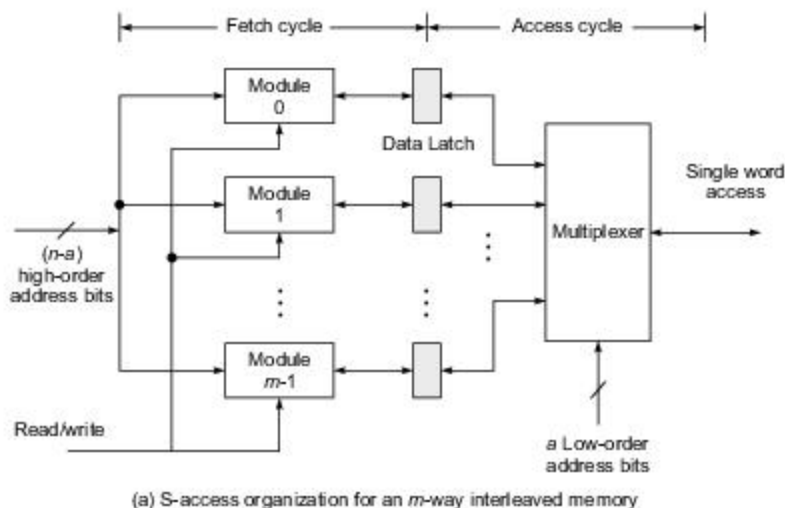 Fetch cycle
Access cycle
Module
0
Data Latch
Module
1
Module
m-1
Multiplexer
Single word
access
(n-a)
high-order
address bits
Read/write
a Low-order
address bits
(a) S-access organization for an m-way interleaved memory